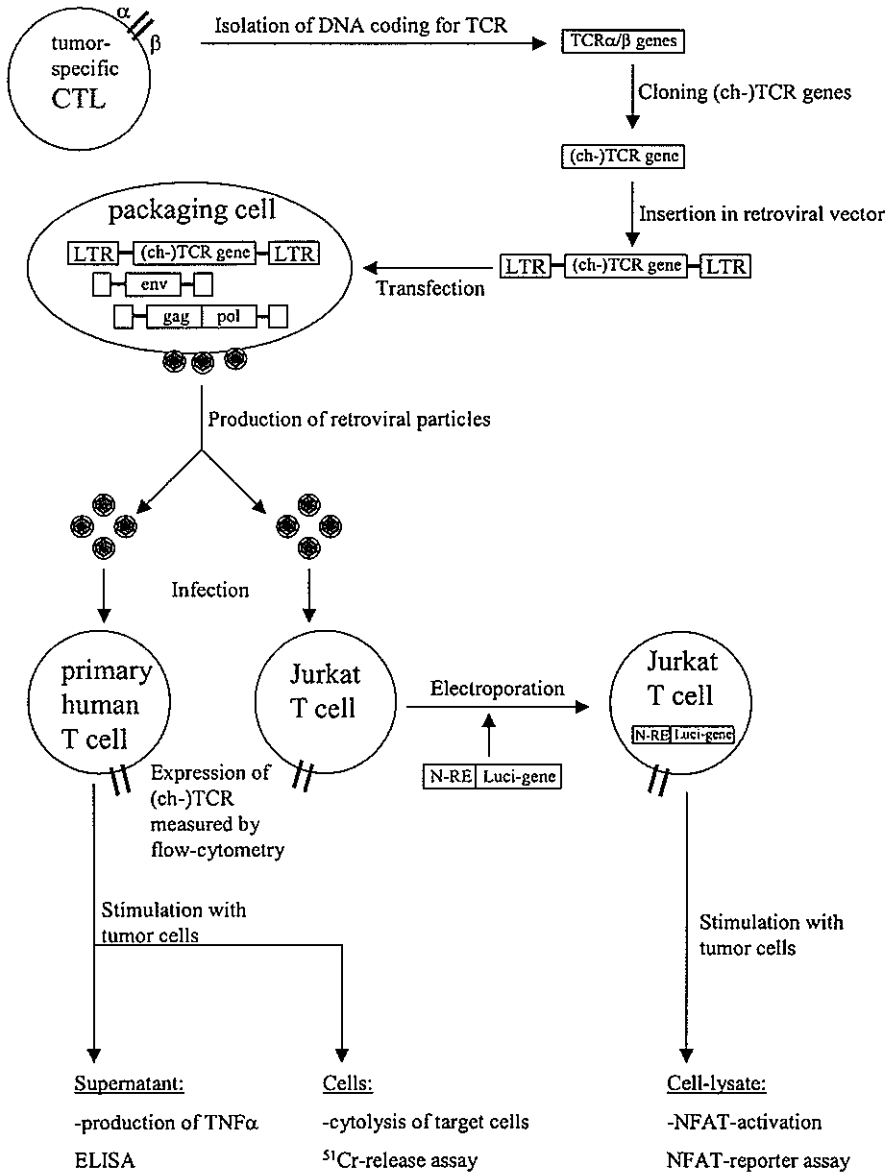 α
β
tumor-
specific
CTL
Isolation of DNA coding for TCR
TCRα/β genes
Cloning (ch-)TCR genes
(ch-)TCR gene
Insertion in retroviral vector
LTR (ch-)TCR gene LTR
Transfection
packaging cell
LTR (ch-)TCR gene LTR
env
gag pol
Production of retroviral particles
Infection
primary
human
T cell
Jurkat
T cell
Electroporation
N-RE Luci-gene
Jurkat
T cell
N-RE Luci-gene
Expression of
(ch-)TCR
measured by
flow-cytometry
Stimulation with
tumor cells
Stimulation with
tumor cells
Supernatant:
-production of TNFα
ELISA
Cells:
-cytolysis of target cells
⁵¹Cr-release assay
Cell-lysate:
-NFAT-activation
NFAT-reporter assay